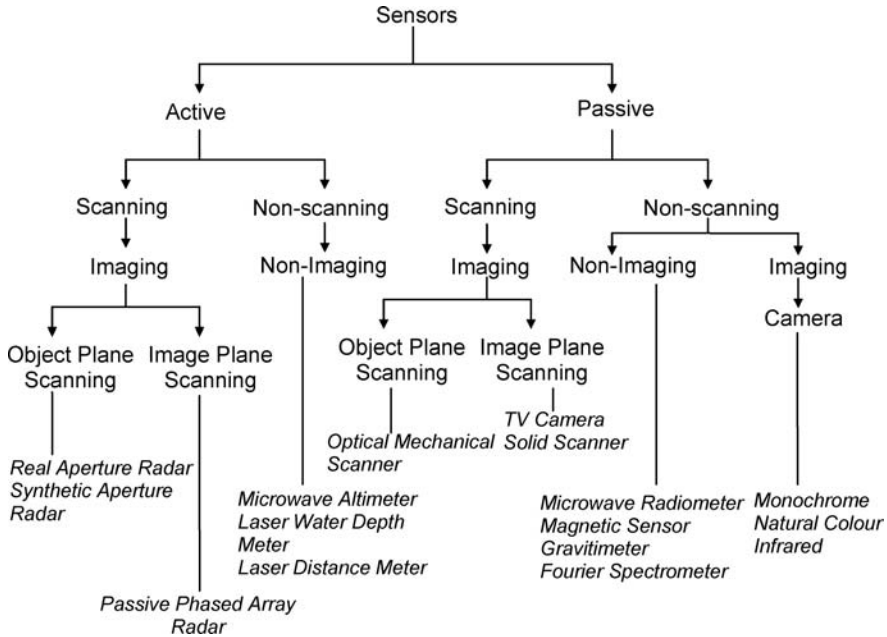 Sensors
Active
Passive
Scanning
Non-scanning
Scanning
Non-scanning
Imaging
Non-Imaging
Imaging
Non-Imaging
Imaging
Camera
Object Plane
Scanning
Image Plane
Scanning
Object Plane
Scanning
Image Plane
Scanning
Real Aperture Radar
Synthetic Aperture
Radar
Passive Phased Array
Radar
Microwave Altimeter
Laser Water Depth
Meter
Laser Distance Meter
Optical Mechanical
Scanner
TV Camera
Solid Scanner
Microwave Radiometer
Magnetic Sensor
Gravitimeter
Fourier Spectrometer
Monochrome
Natural Colour
Infrared